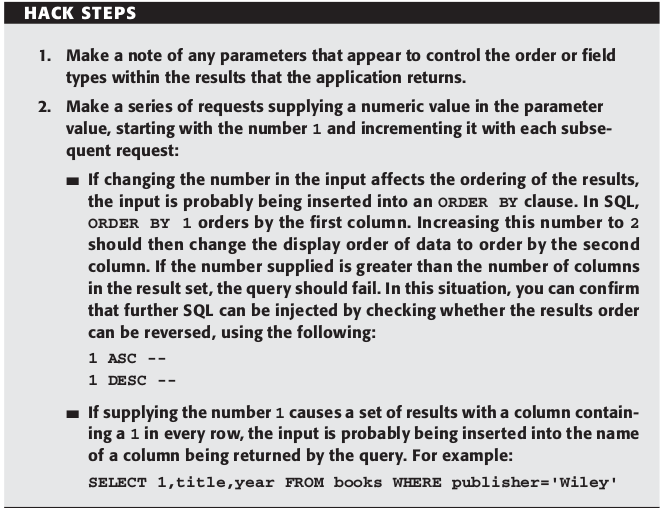 HACK STEPS
1. Make a note of any parameters that appear to control the order or field
types within the results that the application returns.
2. Make a series of requests supplying a numeric value in the parameter
value, starting with the number 1 and incrementing it with each subse-
quent request:
■ If changing the number in the input affects the ordering of the results,
the input is probably being inserted into an ORDER BY clause. In SQL,
ORDER BY 1 orders by the first column. Increasing this number to 2
should then change the display order of data to order by the second
column. If the number supplied is greater than the number of columns
in the result set, the query should fail. In this situation, you can confirm
that further SQL can be injected by checking whether the results order
can be reversed, using the following:
1 ASC --
1 DESC --
■ If supplying the number 1 causes a set of results with a column contain-
ing a 1 in every row, the input is probably being inserted into the name
of a column being returned by the query. For example:
SELECT 1,title,year FROM books WHERE publisher='Wiley'